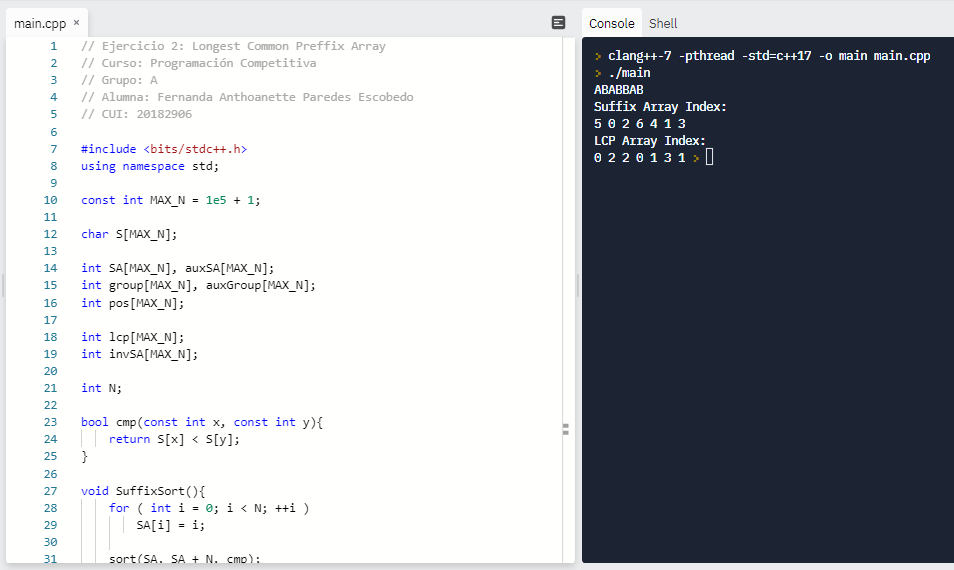 main.cpp ×
1 // Ejercicio 2: Longest Common Preffix Array
2 // Curso: Programación Competitiva
3 // Grupo: A
4 // Alumna: Fernanda Anthoanette Paredes Escobedo
5 // CUI: 20182906
6
7 #include <bits/stdc++.h>
8 using namespace std;
9
10 const int MAX_N = 1e5 + 1;
11
12 char S[MAX_N];
13
14 int SA[MAX_N], auxSA[MAX_N];
15 int group[MAX_N], auxGroup[MAX_N];
16 int pos[MAX_N];
17
18 int lcp[MAX_N];
19 int invSA[MAX_N];
20
21 int N;
22
23 bool cmp(const int x, const int y){
24     return S[x] < S[y];
25 }
26
27 void SuffixSort(){
28     for ( int i = 0; i < N; ++i )
29         SA[i] = i;
30
31     sort(SA, SA + N, cmp);
Console Shell
> clang++-7 -pthread -std=c++17 -o main main.cpp
> ./main
ABABBAB
Suffix Array Index:
5 0 2 6 4 1 3
LCP Array Index:
0 2 2 0 1 3 1 >